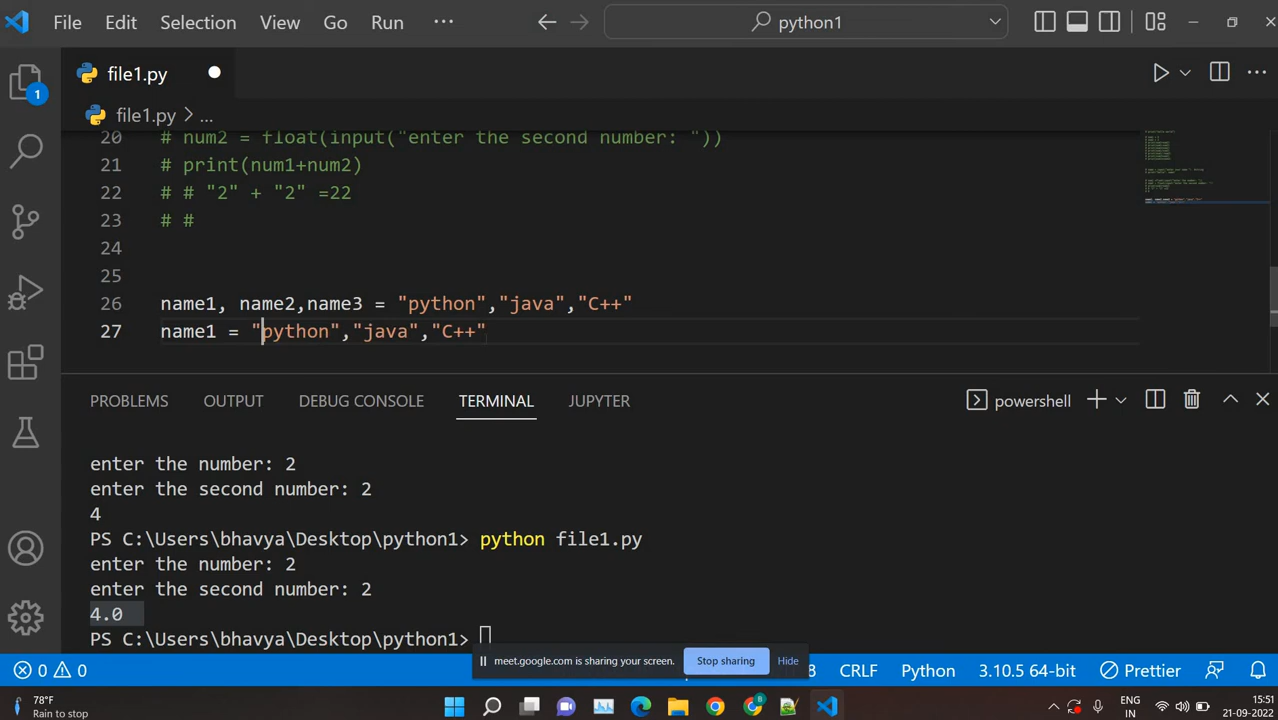 File Edit Selection View Go Run ··· python1
file1.py
file1.py > ...
20 # num2 = float(input("enter the second number: "))
21 # print(num1+num2)
22 # # "2" + "2" =22
23 # #
24
25
26 name1, name2,name3 = "python","java","C++"
27 name1 = "python","java","C++"
1
PROBLEMS OUTPUT DEBUG CONSOLE TERMINAL JUPYTER powershell
enter the number: 2
enter the second number: 2
4
PS C:\Users\bhavya\Desktop\python1> python file1.py
enter the number: 2
enter the second number: 2
4.0
PS C:\Users\bhavya\Desktop\python1>
meet.google.com is sharing your screen. Stop sharing Hide
0 0 8 CRLF Python 3.10.5 64-bit Prettier
78°F
Rain to stop
ENG
IN
15:51
21-09-2022